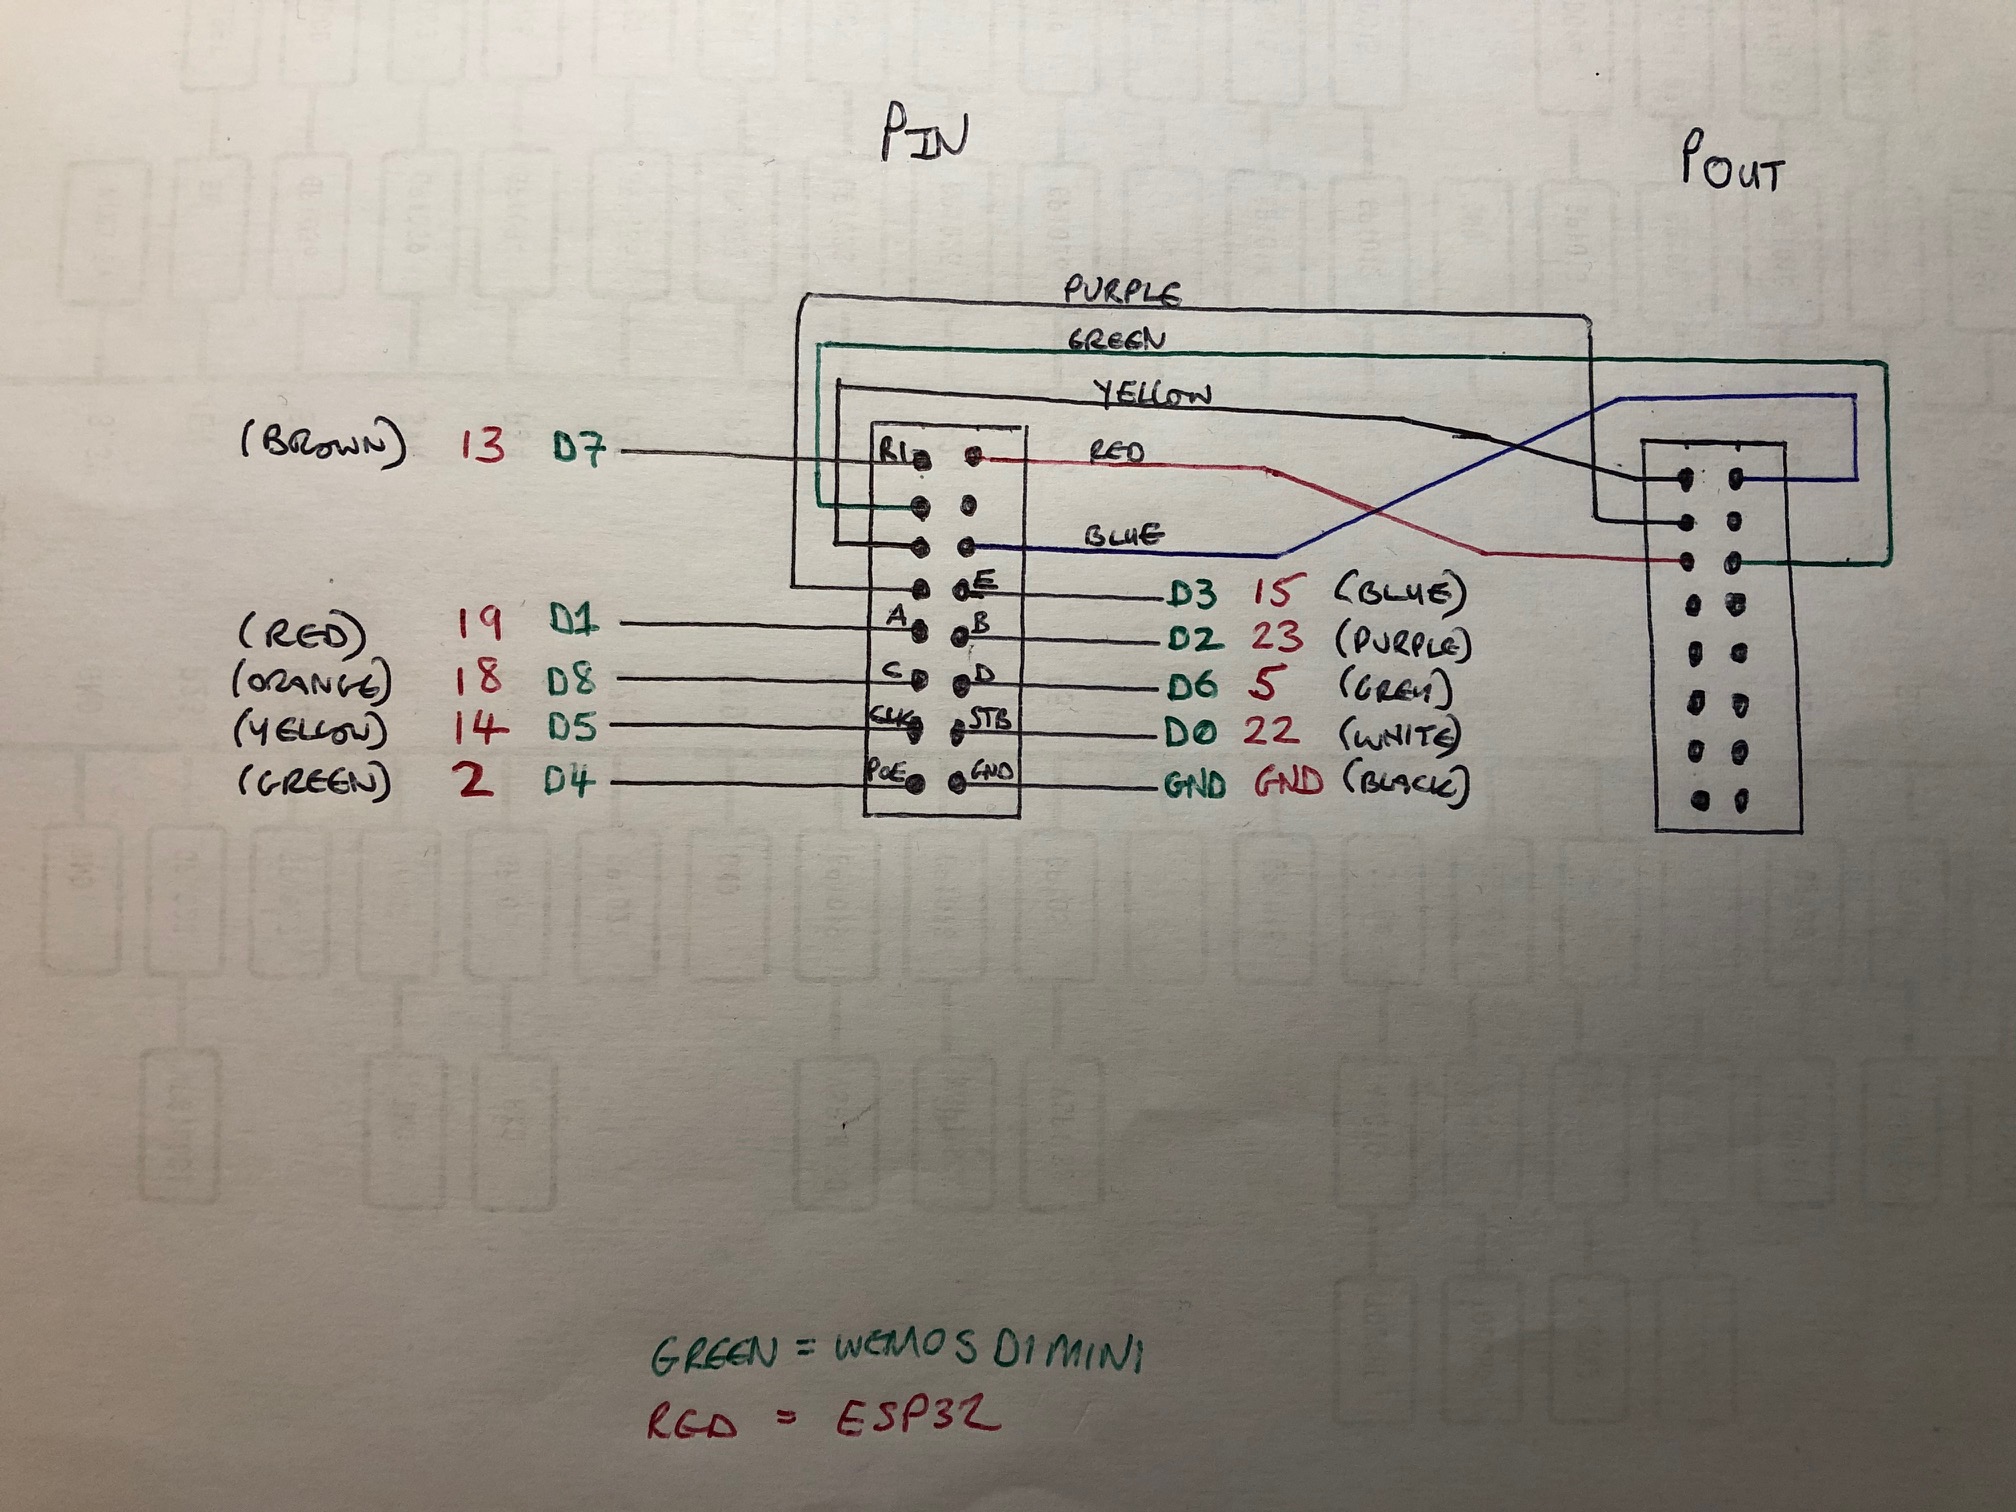 PIN
POUT
PURPLE
GREEN
YELLOW
(BROWN) 13 D7 R1 RED
BLUE
E D3 15 (BLUE)
(RED) 19 D1 A B D2 23 (PURPLE)
(ORANGE) 18 D8 C D D6 5 (GREY)
(YELLOW) 14 D5 CLK STB D0 22 (WHITE)
(GREEN) 2 D4 POE GND GND GND (BLACK)
GREEN = WEMOS D1 MINI
RED = ESP32